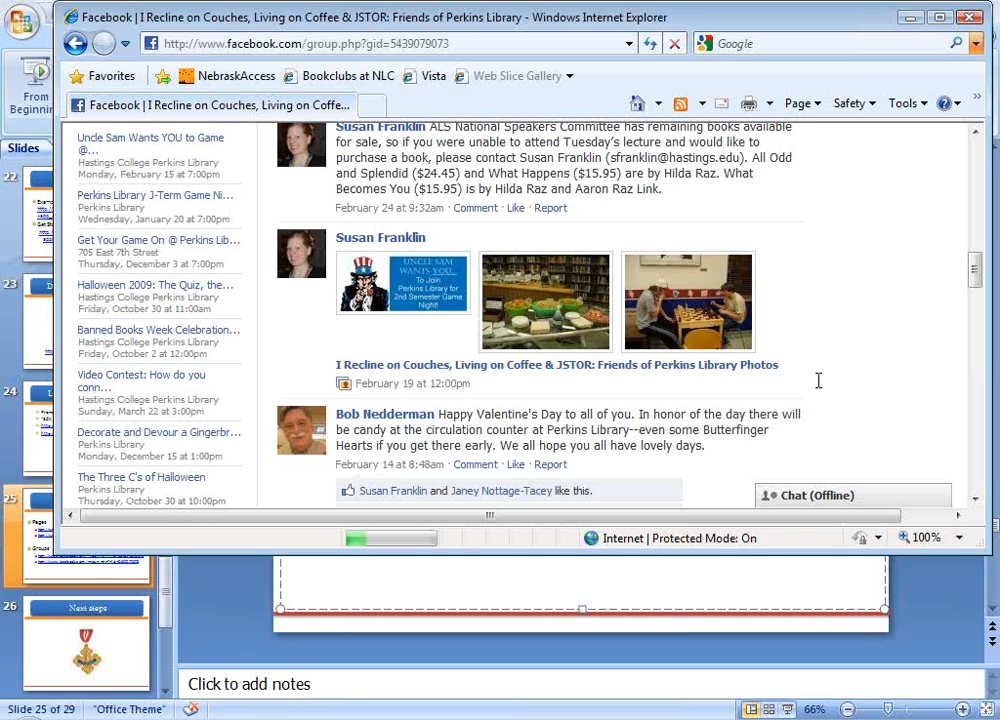 Facebook | I Recline on Couches, Living on Coffee & JSTOR: Friends of Perkins Library - Windows Internet Explorer
http://www.facebook.com/group.php?gid=5439079073
Google
Favorites
NebraskAccess
Bookclubs at NLC
Vista
Web Slice Gallery
Facebook | I Recline on Couches, Living on Coffe...
Page
Safety
Tools
From
Beginnin
Slides
22
23
24
25
26
Pages
Groups
Next steps
Uncle Sam Wants YOU to Game
@...
Hastings College Perkins Library
Monday, February 15 at 7:00pm
Perkins Library J-Term Game Ni...
Hastings College Perkins Library
Wednesday, January 20 at 7:00pm
Get Your Game On @ Perkins Lib...
705 East 7th Street
Thursday, December 3 at 7:00pm
Halloween 2009: The Quiz, the...
Hastings College Perkins Library
Friday, October 30 at 11:00am
Banned Books Week Celebration...
Hastings College Perkins Library
Friday, October 2 at 12:00pm
Video Contest: How do you
conn...
Hastings College Perkins Library
Sunday, March 22 at 3:00pm
Decorate and Devour a Gingerbr...
Perkins Library
Monday, December 15 at 1:00pm
The Three C's of Halloween
Perkins Library
Thursday, October 30 at 10:00pm
Susan Franklin ALS National Speakers Committee has remaining books available
for sale, so if you were unable to attend Tuesday's lecture and would like to
purchase a book, please contact Susan Franklin (sfranklin@hastings.edu). All Odd
and Splendid ($24.45) and What Happens ($15.95) are by Hilda Raz. What
Becomes You ($15.95) is by Hilda Raz and Aaron Raz Link.
February 24 at 9:32am · Comment · Like · Report
Susan Franklin
UNCLE SAM
WANTS YOU...
To Join
Perkins Library for
2nd Semester Game
Night!
I Recline on Couches, Living on Coffee & JSTOR: Friends of Perkins Library Photos
February 19 at 12:00pm
Bob Nedderman Happy Valentine's Day to all of you. In honor of the day there will
be candy at the circulation counter at Perkins Library--even some Butterfinger
Hearts if you get there early. We all hope you all have lovely days.
February 14 at 8:48am · Comment · Like · Report
Susan Franklin and Janey Nottage-Tacey like this.
Chat (Offline)
Internet | Protected Mode: On
100%
Click to add notes
Slide 25 of 29
"Office Theme"
66%